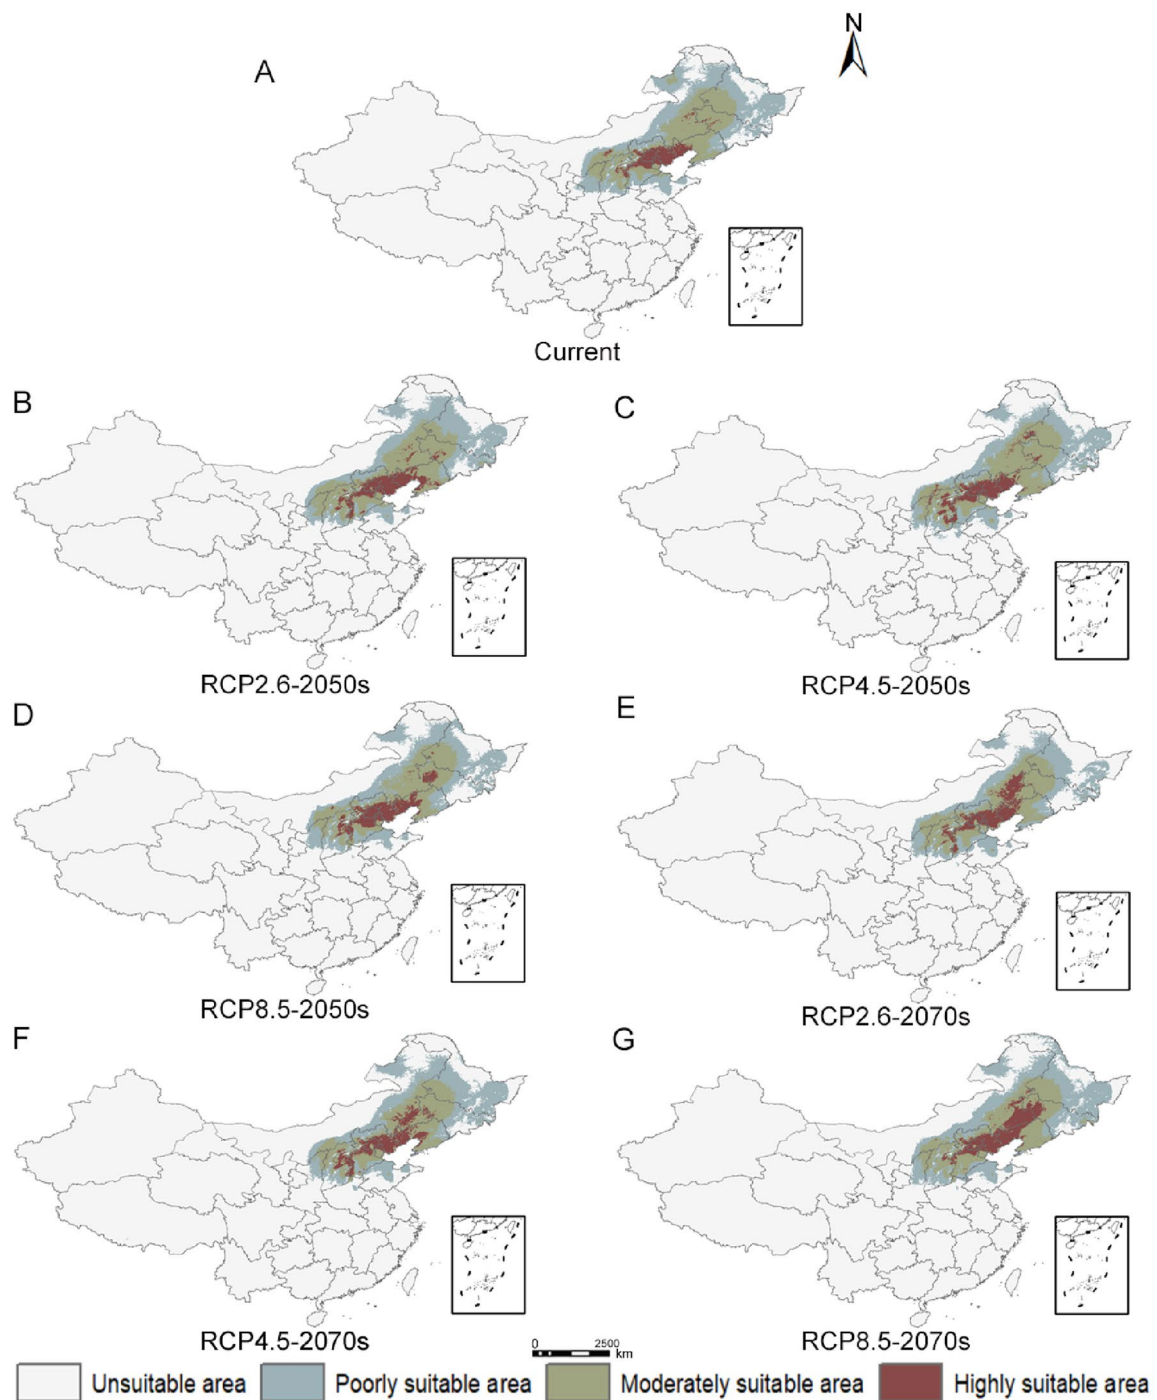 N
A
Current
B
C
RCP2.6-2050s
RCP4.5-2050s
D
E
RCP8.5-2050s
RCP2.6-2070s
F
G
RCP4.5-2070s
RCP8.5-2070s
0 2500
km
Unsuitable area
Poorly suitable area
Moderately suitable area
Highly suitable area